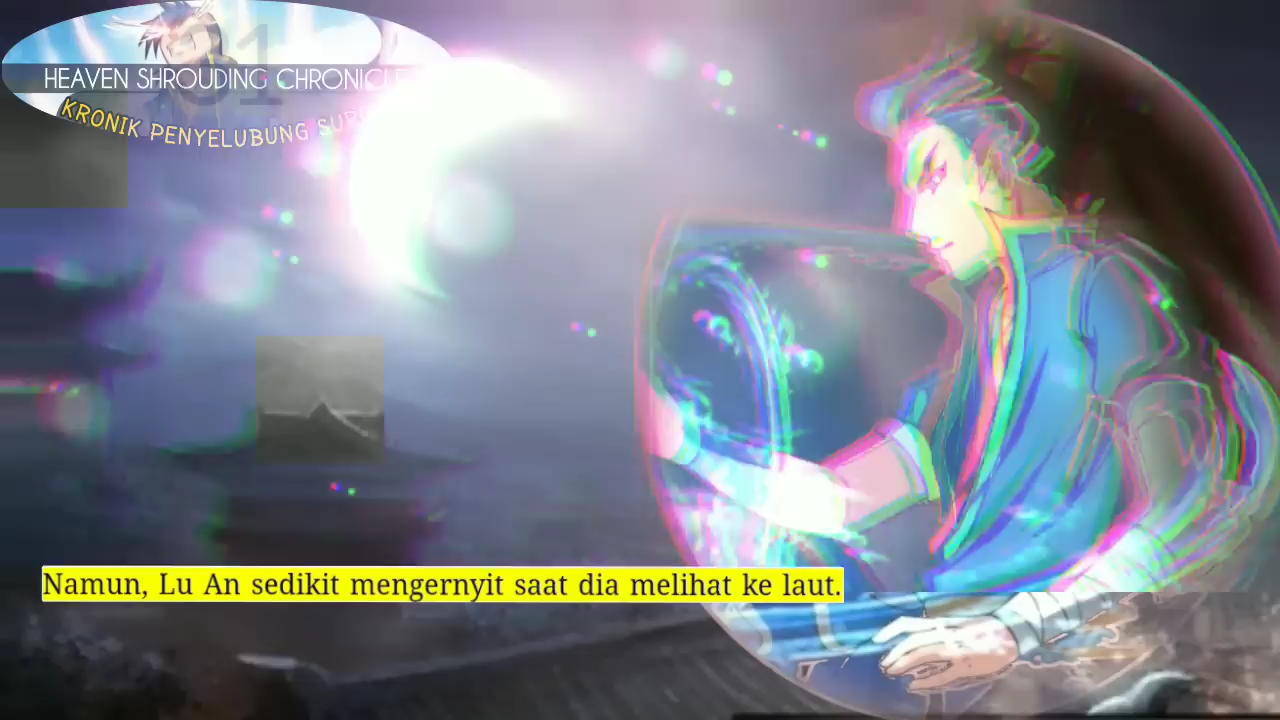 HEAVEN SHROUDING CHRONICLE
KRONIK PENYELUBUNG
Namun, Lu An sedikit mengernyit saat dia melihat ke laut.